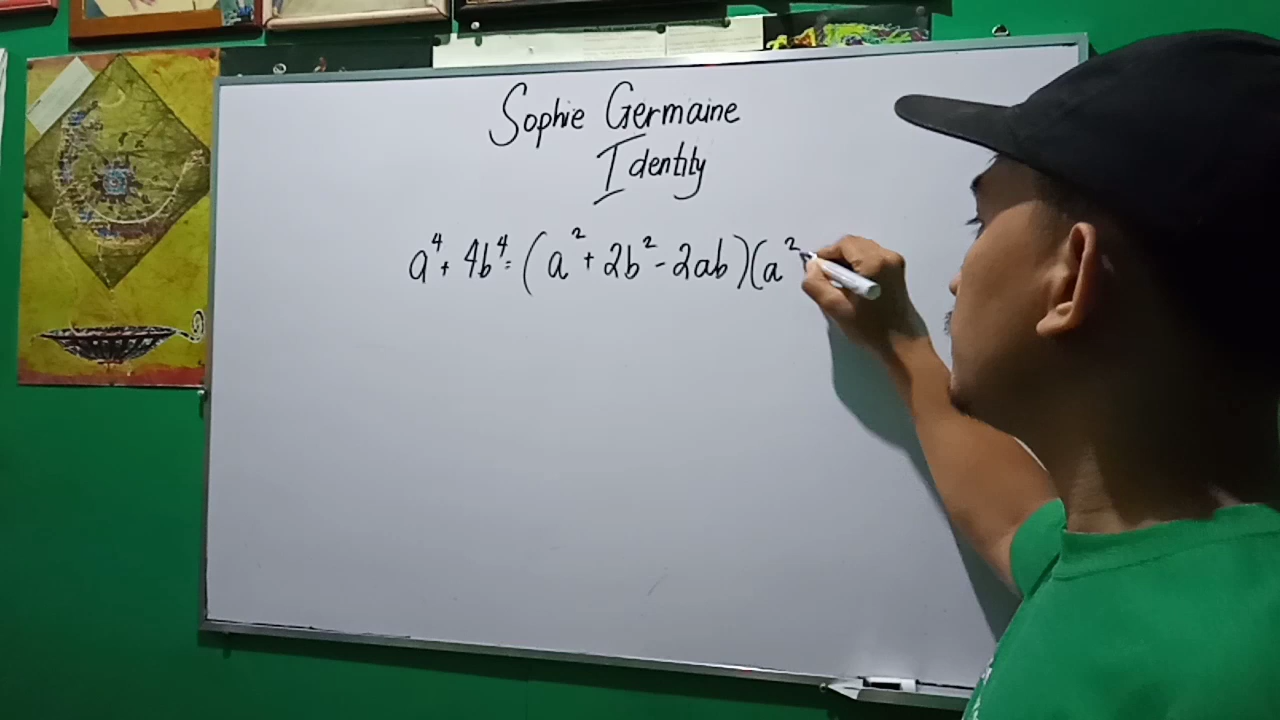 Sophie Germaine
Identity
a⁴ + 4b⁴ = (a² + 2b² - 2ab)(a²